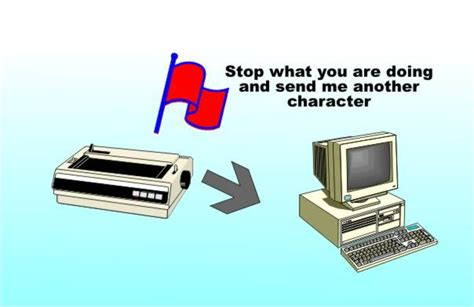 Stop what you are doing
and send me another
character